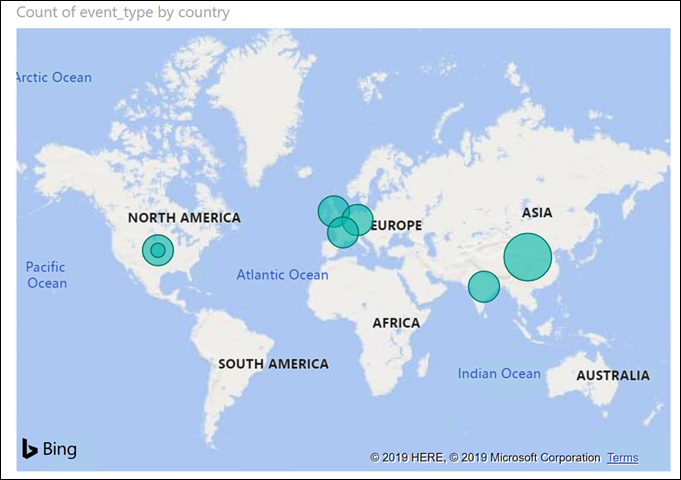 Count of event_type by country
Arctic Ocean
NORTH AMERICA
ASIA
EUROPE
Pacific
Ocean
Atlantic Ocean
AFRICA
SOUTH AMERICA
Indian Ocean
AUSTRALIA
Bing
© 2019 HERE, © 2019 Microsoft Corporation Terms